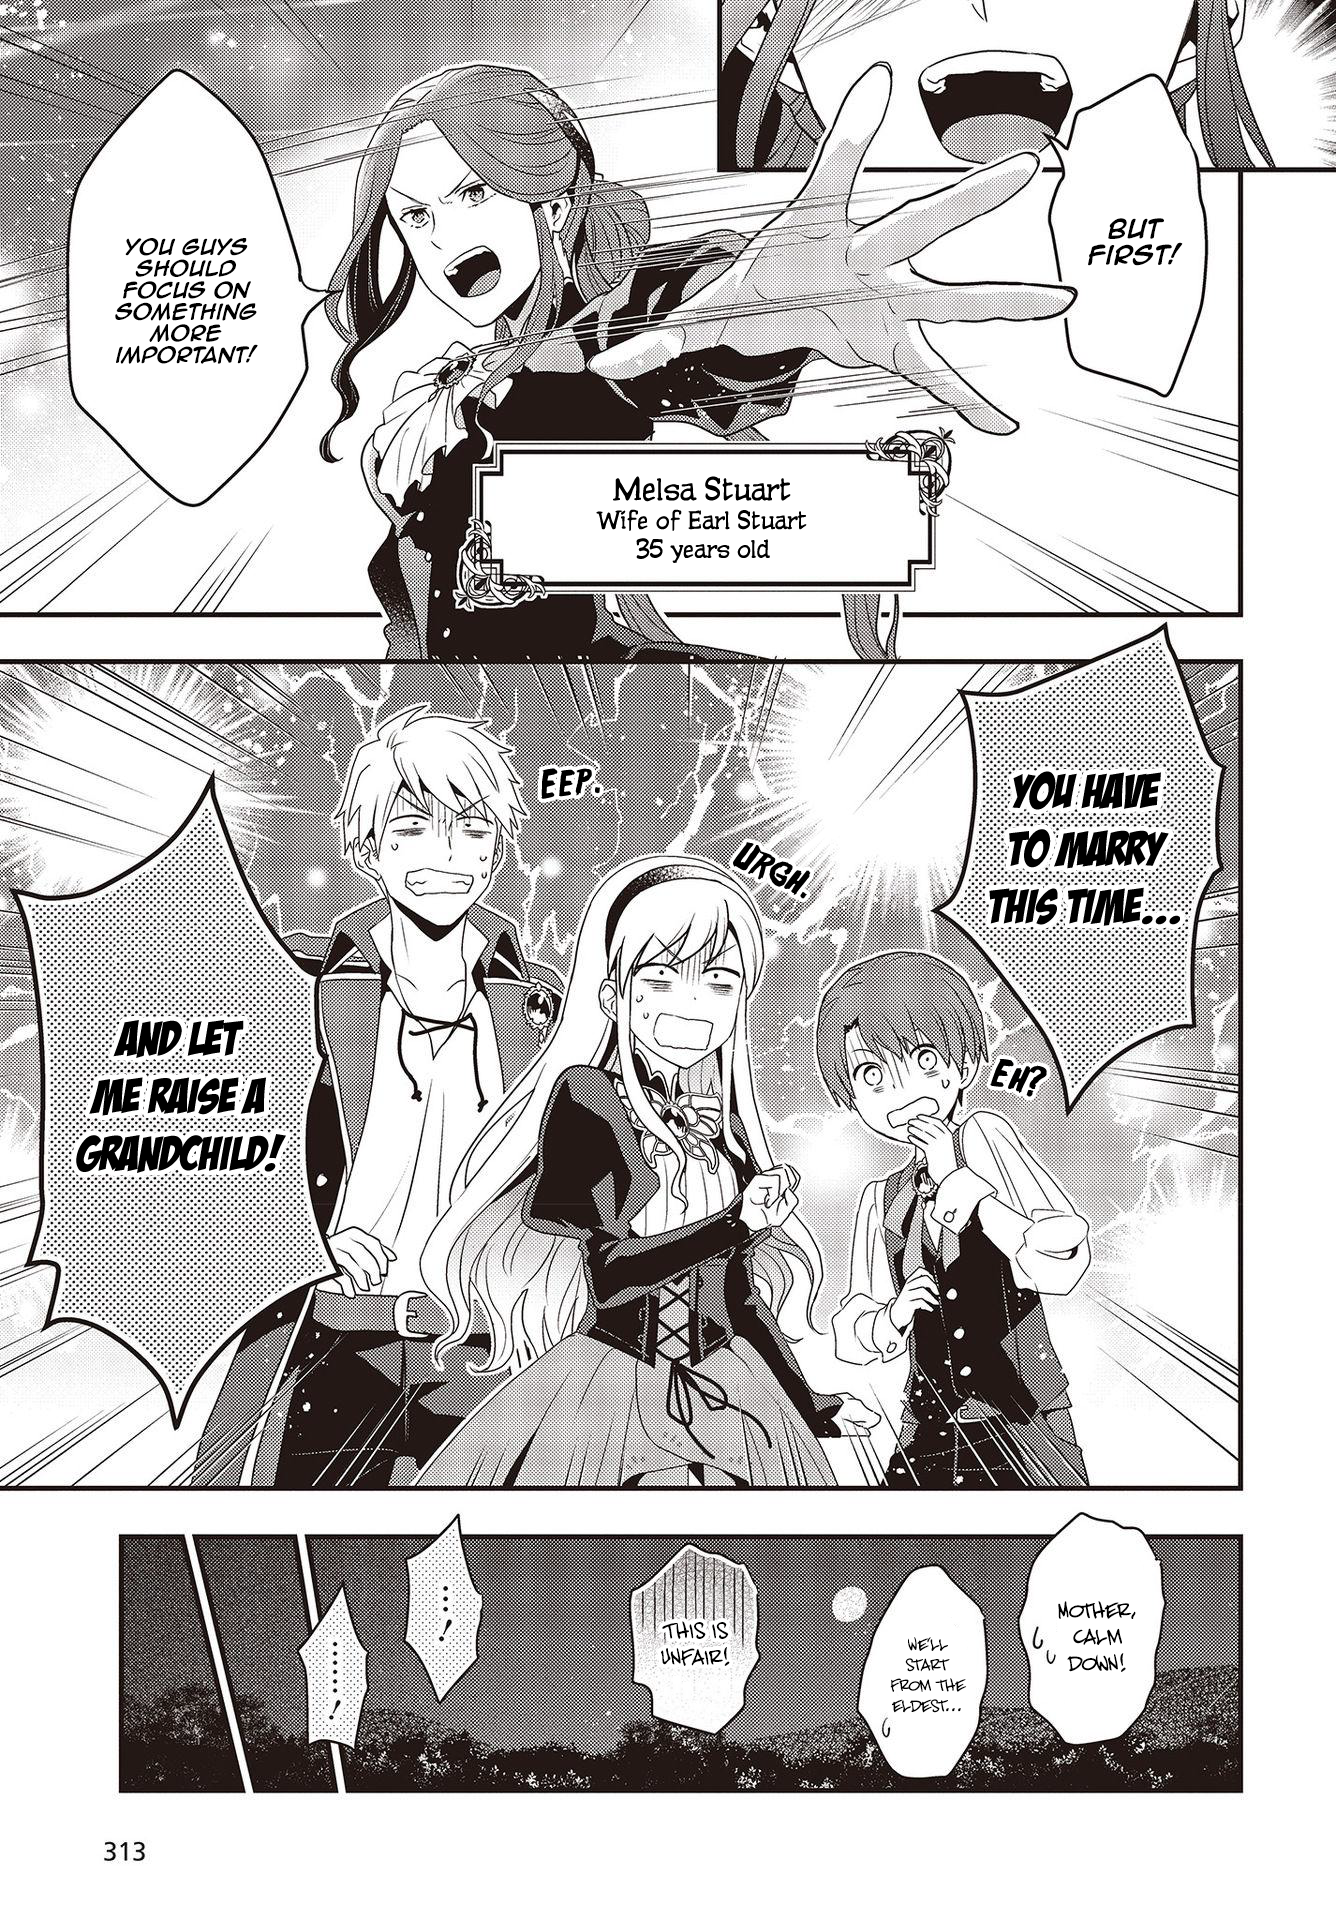 BUT
FIRST!
YOU GUYS
SHOULD
FOCUS ON
SOMETHING
MORE
IMPORTANT!
Melsa Stuart
Wife of Earl Stuart
35 years old
YOU HAVE
TO MARRY
THIS TIME...
EEP.
URGH.
EH?
AND LET
ME RAISE A
GRANDCHILD!
MOTHER,
CALM
DOWN!
WE'LL
START
FROM THE
ELDEST...
THIS IS
UNFAIR!
...!
.....!
313